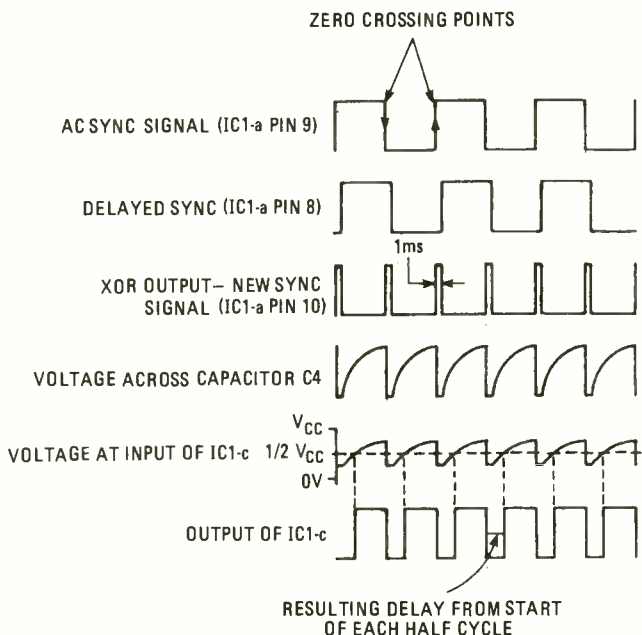 ZERO CROSSING POINTS
AC SYNC SIGNAL (IC1-a PIN 9)
DELAYED SYNC (IC1-a PIN 8)
1ms
XOR OUTPUT– NEW SYNC
SIGNAL (IC1-a PIN 10)
VOLTAGE ACROSS CAPACITOR C4
VCC
VOLTAGE AT INPUT OF IC1-c 1/2 VCC
0V
OUTPUT OF IC1-c
RESULTING DELAY FROM START
OF EACH HALF CYCLE